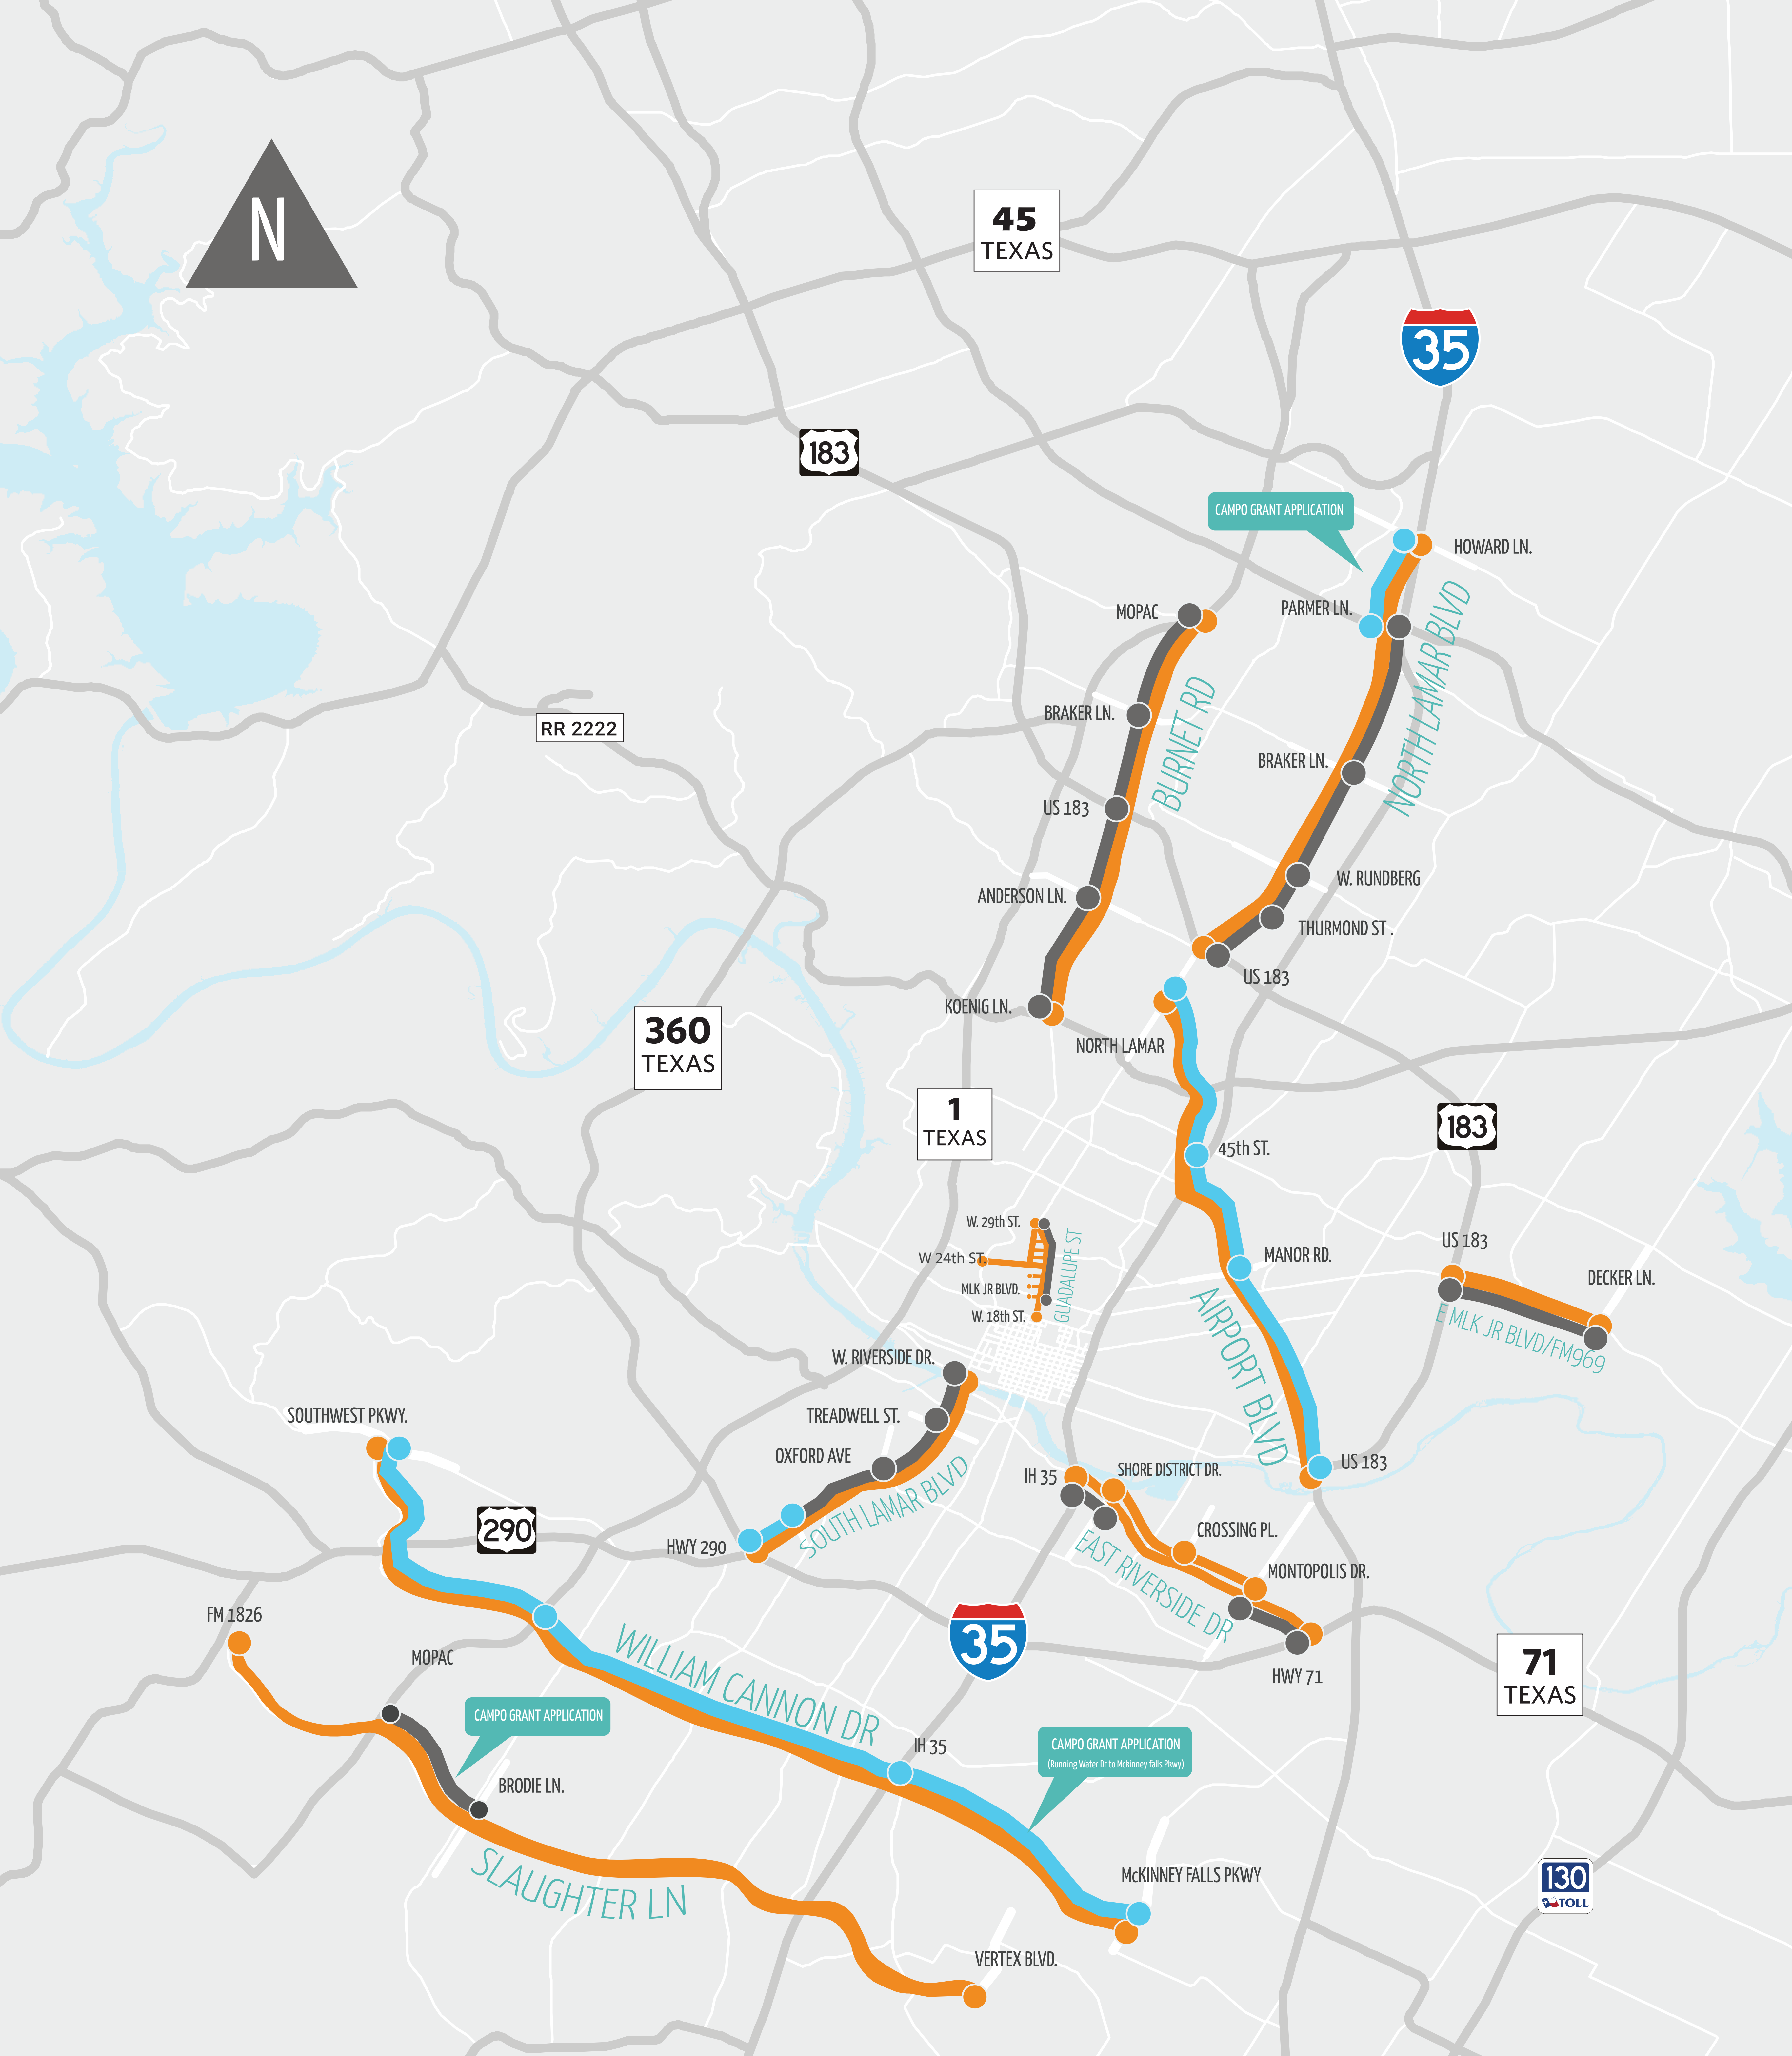 N
45
TEXAS
35
183
CAMPO GRANT APPLICATION
HOWARD LN.
MOPAC
PARMER LN.
NORTH LAMAR BLVD
BURNET RD
BRAKER LN.
RR 2222
BRAKER LN.
US 183
W. RUNDBERG
ANDERSON LN.
THURMOND ST .
US 183
KOENIG LN.
360
TEXAS
NORTH LAMAR
1
TEXAS
183
45th ST.
W. 29th ST.
GUADALUPE ST
W 24th ST.
MANOR RD.
US 183
DECKER LN.
MLK JR BLVD.
W. 18th ST.
AIRPORT BLVD
E MLK JR BLVD/FM969
W. RIVERSIDE DR.
SOUTHWEST PKWY.
TREADWELL ST.
OXFORD AVE
US 183
IH 35
SHORE DISTRICT DR.
SOUTH LAMAR BLVD
290
HWY 290
CROSSING PL.
EAST RIVERSIDE DR
MONTOPOLIS DR.
FM 1826
35
MOPAC
WILLIAM CANNON DR
HWY 71
71
TEXAS
CAMPO GRANT APPLICATION
IH 35
CAMPO GRANT APPLICATION
(Running Water Dr to Mckinney falls Pkwy)
BRODIE LN.
McKINNEY FALLS PKWY
SLAUGHTER LN
130
TOLL
VERTEX BLVD.